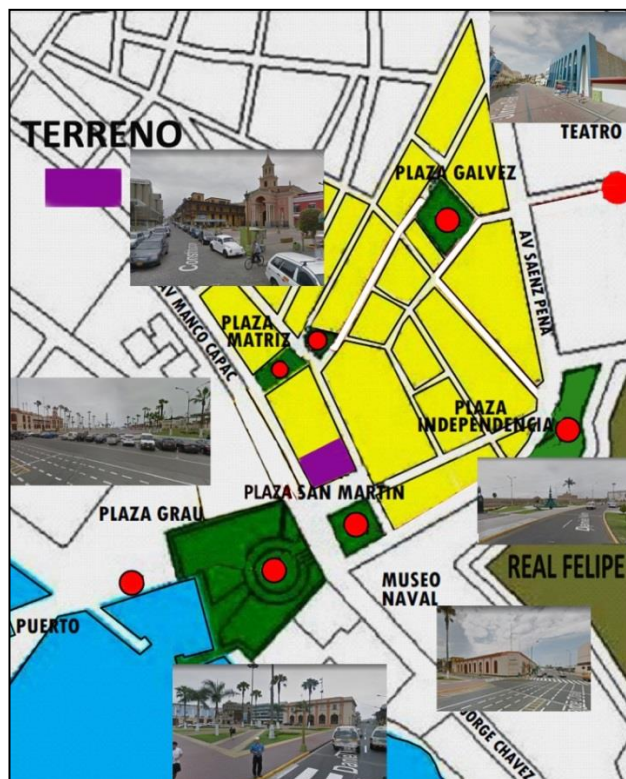 TEATRO
TERRENO
PLAZA GALVEZ
AV SAENZ PEÑA
AV MANCO CAPAC
PLAZA
MATRIZ
PLAZA
INDEPENDENCIA
PLAZA SAN MARTIN
PLAZA GRAU
MUSEO
NAVAL
REAL FELIPE
PUERTO
JORGE CHAVEZ